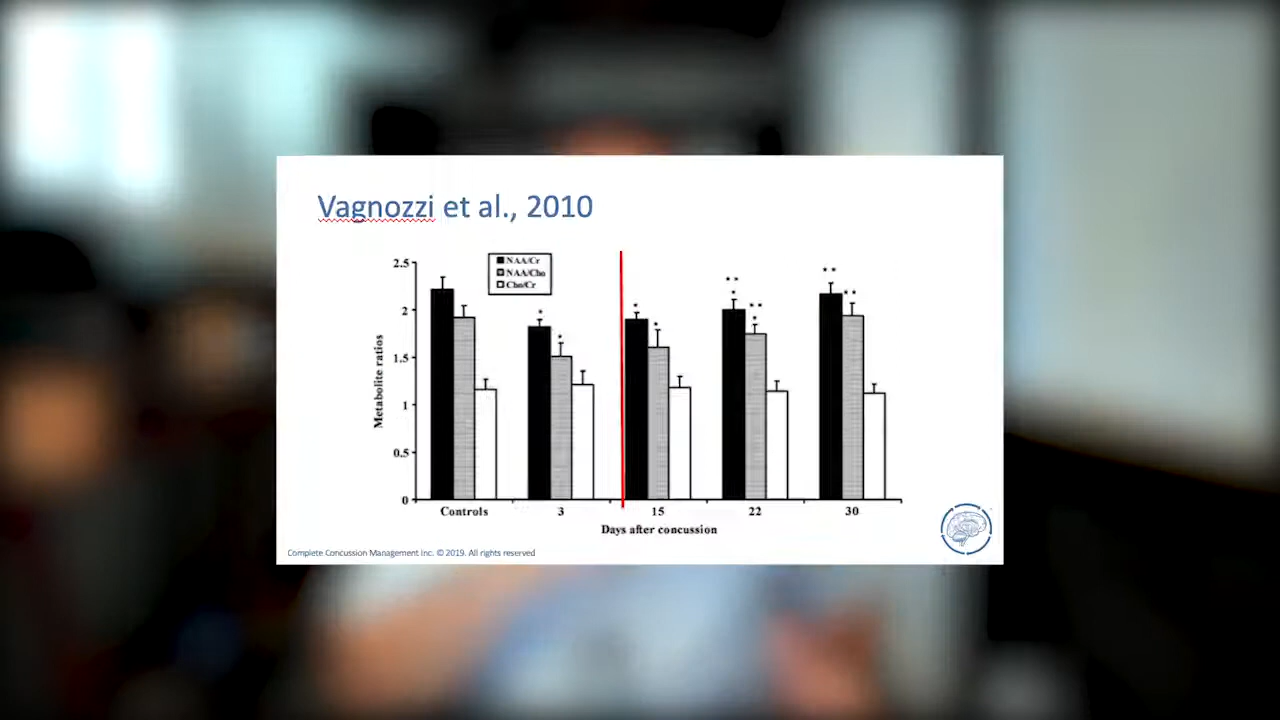 Vagnozzi et al., 2010
NAA/Cr
NAA/Cho
Cho/Cr
2.5
2
1.5
1
0.5
0
Metabolite ratios
Controls 3 15 22 30
Days after concussion
Complete Concussion Management Inc. © 2019. All rights reserved